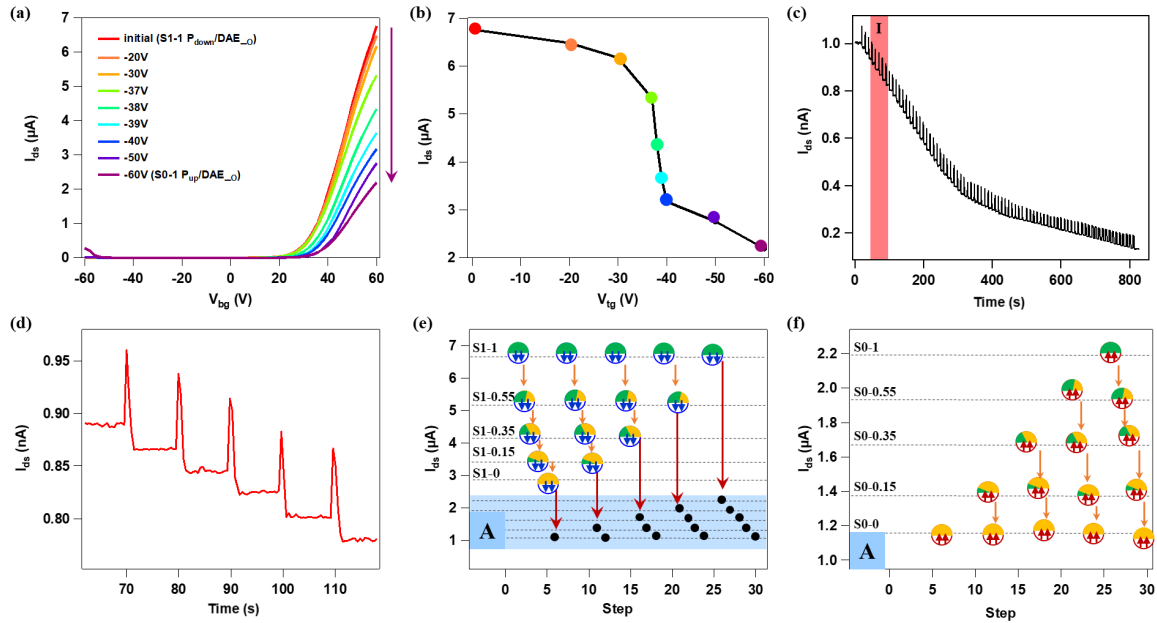 (a)
7
6
5
4
3
2
1
0
I_ds (μA)
initial (S1-1 P_down/DAE_O)
-20V
-30V
-37V
-38V
-39V
-40V
-50V
-60V (S0-1 P_up/DAE_O)
-60 -40 -20 0 20 40 60
V_bg (V)
(b)
7
6
5
4
3
2
I_ds (μA)
0 -10 -20 -30 -40 -50 -60
V_tg (V)
(c)
I
1.0
0.8
0.6
0.4
0.2
I_ds (nA)
0 200 400 600 800
Time (s)
(d)
0.95
0.90
0.85
0.80
I_ds (nA)
70 80 90 100 110
Time (s)
(e)
8
7
6
5
4
3
2
1
I_ds (μA)
S1-1
S1-0.55
S1-0.35
S1-0.15
S1-0
A
0 5 10 15 20 25 30
Step
(f)
2.2
2.0
1.8
1.6
1.4
1.2
1.0
I_ds (μA)
S0-1
S0-0.55
S0-0.35
S0-0.15
S0-0
A
0 5 10 15 20 25 30
Step